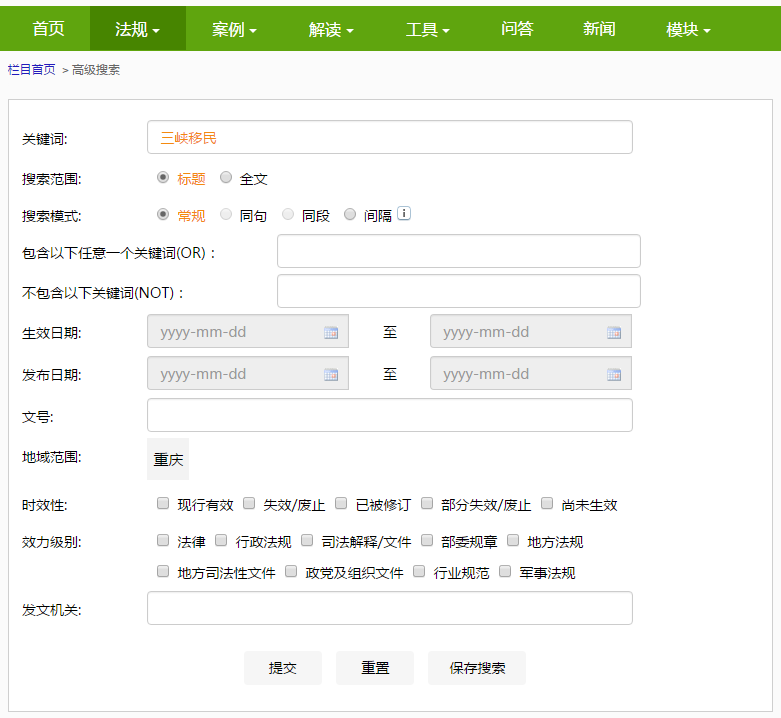 首页 法规 案例 解读 工具 问答 新闻 模块
栏目首页 > 高级搜索
关键词: 三峡移民
搜索范围: 标题 全文
搜索模式: 常规 同句 同段 间隔 i
包含以下任意一个关键词(OR)：
不包含以下关键词(NOT)：
生效日期: yyyy-mm-dd 至 yyyy-mm-dd
发布日期: yyyy-mm-dd 至 yyyy-mm-dd
文号:
地域范围: 重庆
时效性: 现行有效 失效/废止 已被修订 部分失效/废止 尚未生效
效力级别: 法律 行政法规 司法解释/文件 部委规章 地方法规
地方司法性文件 政党及组织文件 行业规范 军事法规
发文机关:
提交 重置 保存搜索